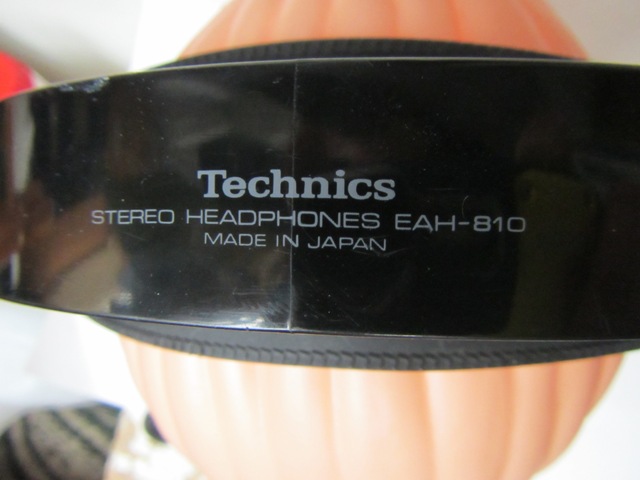 Technics
STEREO HEADPHONES EAH-810
MADE IN JAPAN